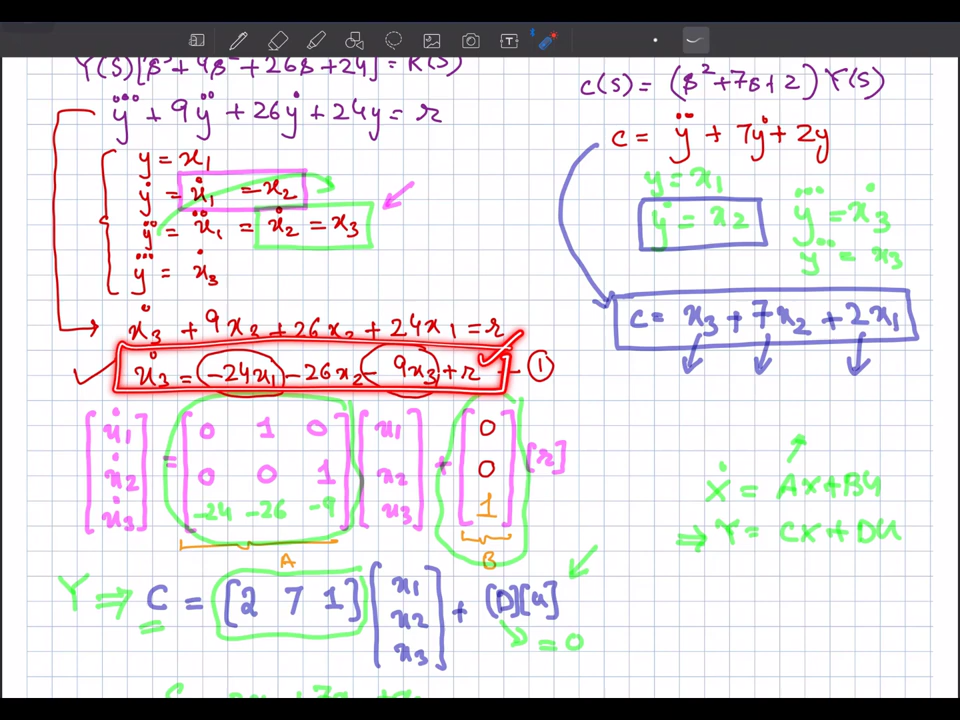 Y(S)[s³+9s²+26s+24] = R(S)
y⃛ + 9ÿ + 26ẏ + 24y = r
y = x₁
ẏ = ẋ₁ = x₂
ÿ = ẍ₁ = ẋ₂ = x₃
y⃛ = ẋ₃
ẋ₃ + 9x₃ + 26x₂ + 24x₁ = r
ẋ₃ = -24x₁ - 26x₂ - 9x₃ + r - ①
[ẋ₁ = [0 1 0 [x₁ + [0 [r]
ẋ₂ 0 0 1 x₂ 0
ẋ₃] -24 -26 -9] x₃] 1]
A B
Y ⇒ C = [2 7 1] [x₁ x₂ x₃] + [D][u]
= 0
C(S) = (s²+7s+2) Y(S)
c = ÿ + 7ẏ + 2y
y = x₁
ẏ = x₂
y⃛ = ẋ₃
ÿ = x₃
c = x₃ + 7x₂ + 2x₁
Ẋ = AX+BU
⇒ Y = CX+DU